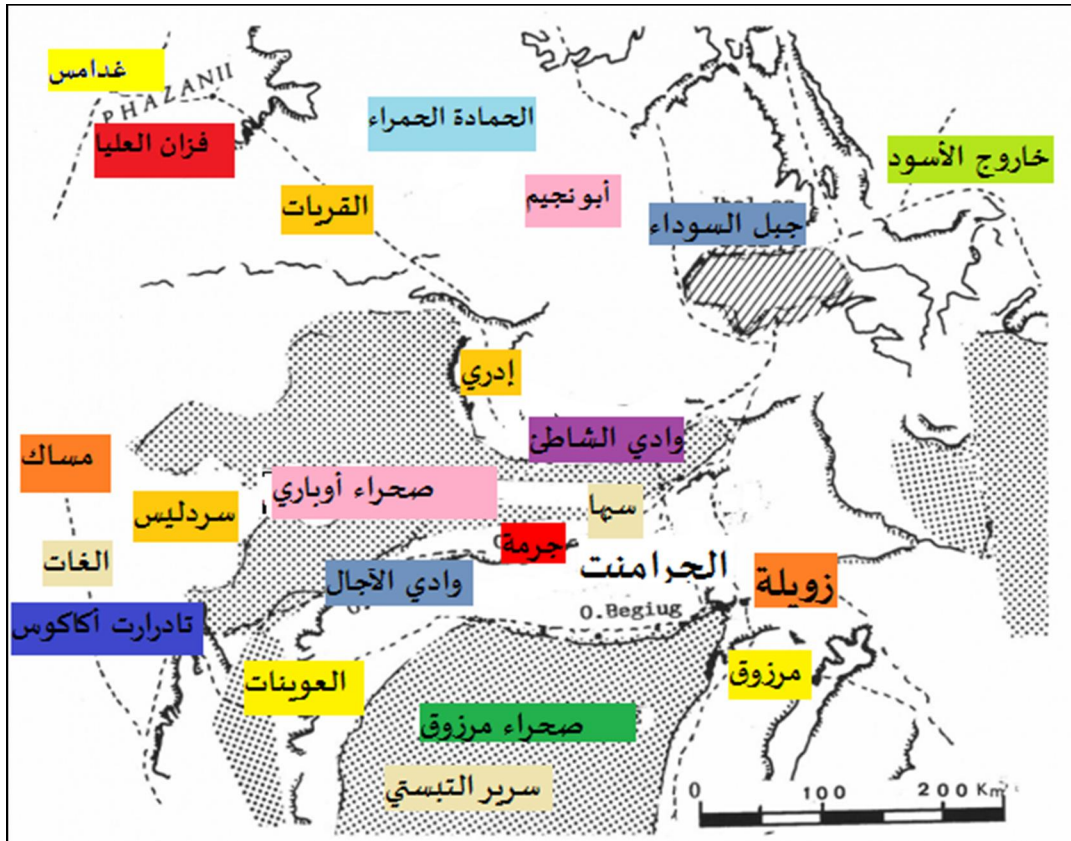 غدامس
PHAZANII
فزان العليا
الحمادة الحمراء
خاروج الأسود
القريات
أبو نجيم
جبل السوداء
إدري
وادي الشاطئ
مساك
صحراء أوباري
سردليس
سبها
الغات
جرمة
الجرامنت
وادي الآجال
زويلة
O.Begiug
تادرارت أكاكوس
العوينات
مرزوق
صحراء مرزوق
سرير التبستي
0 100 200 Km